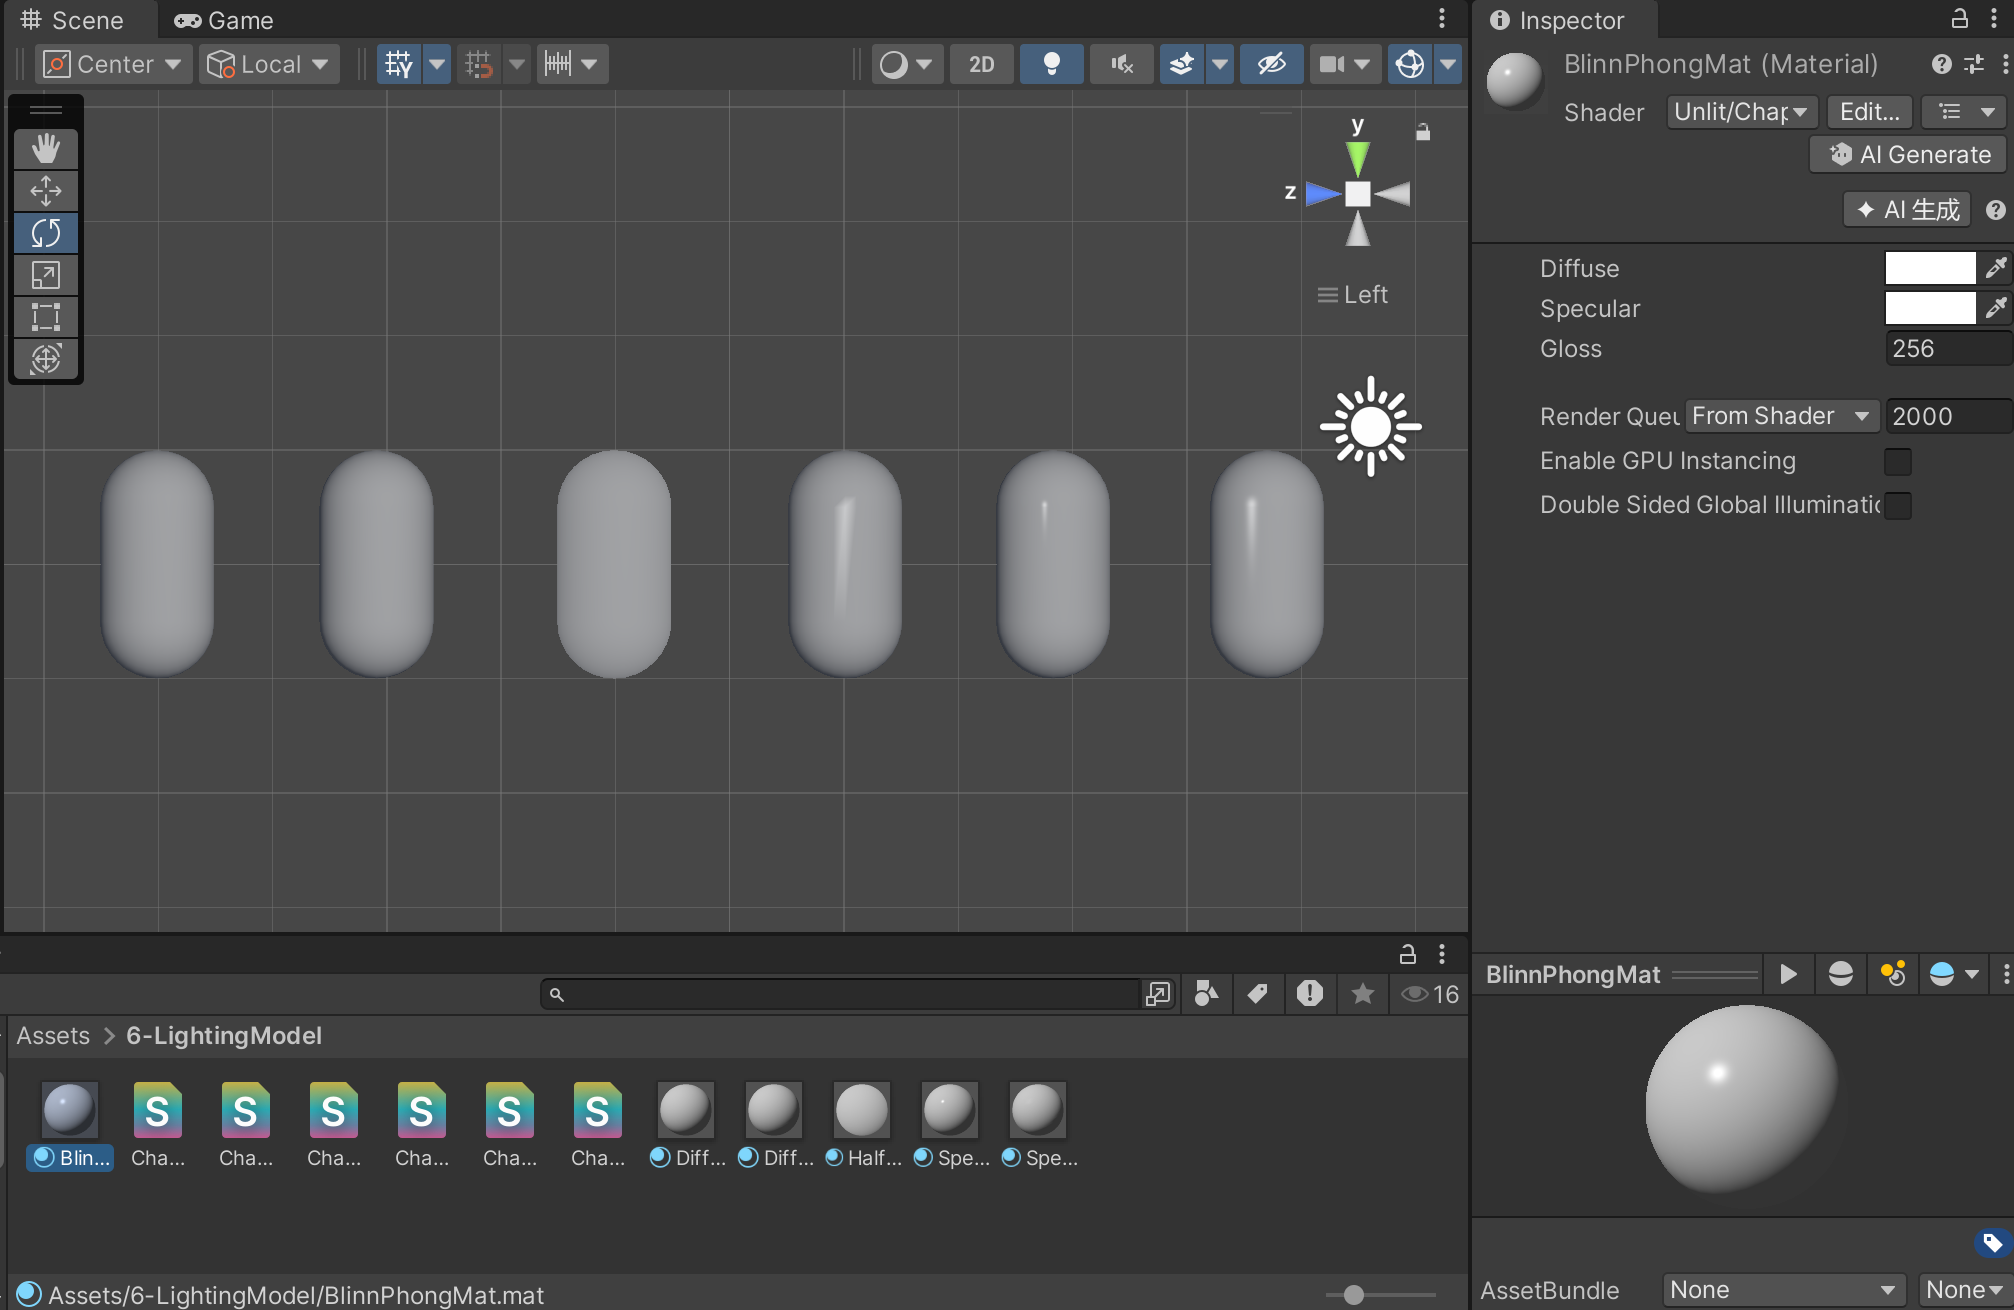 Scene Game
Center Local 2D
y
z
Left
Inspector
BlinnPhongMat (Material)
Shader Unlit/Chap Edit...
AI Generate
AI 生成
Diffuse
Specular
Gloss 256
Render Queu From Shader 2000
Enable GPU Instancing
Double Sided Global Illuminatio
16
Assets > 6-LightingModel
S S S S S S
Blin... Cha... Cha... Cha... Cha... Cha... Cha... Diff... Diff... Half... Spe... Spe...
Assets/6-LightingModel/BlinnPhongMat.mat
BlinnPhongMat
AssetBundle None None